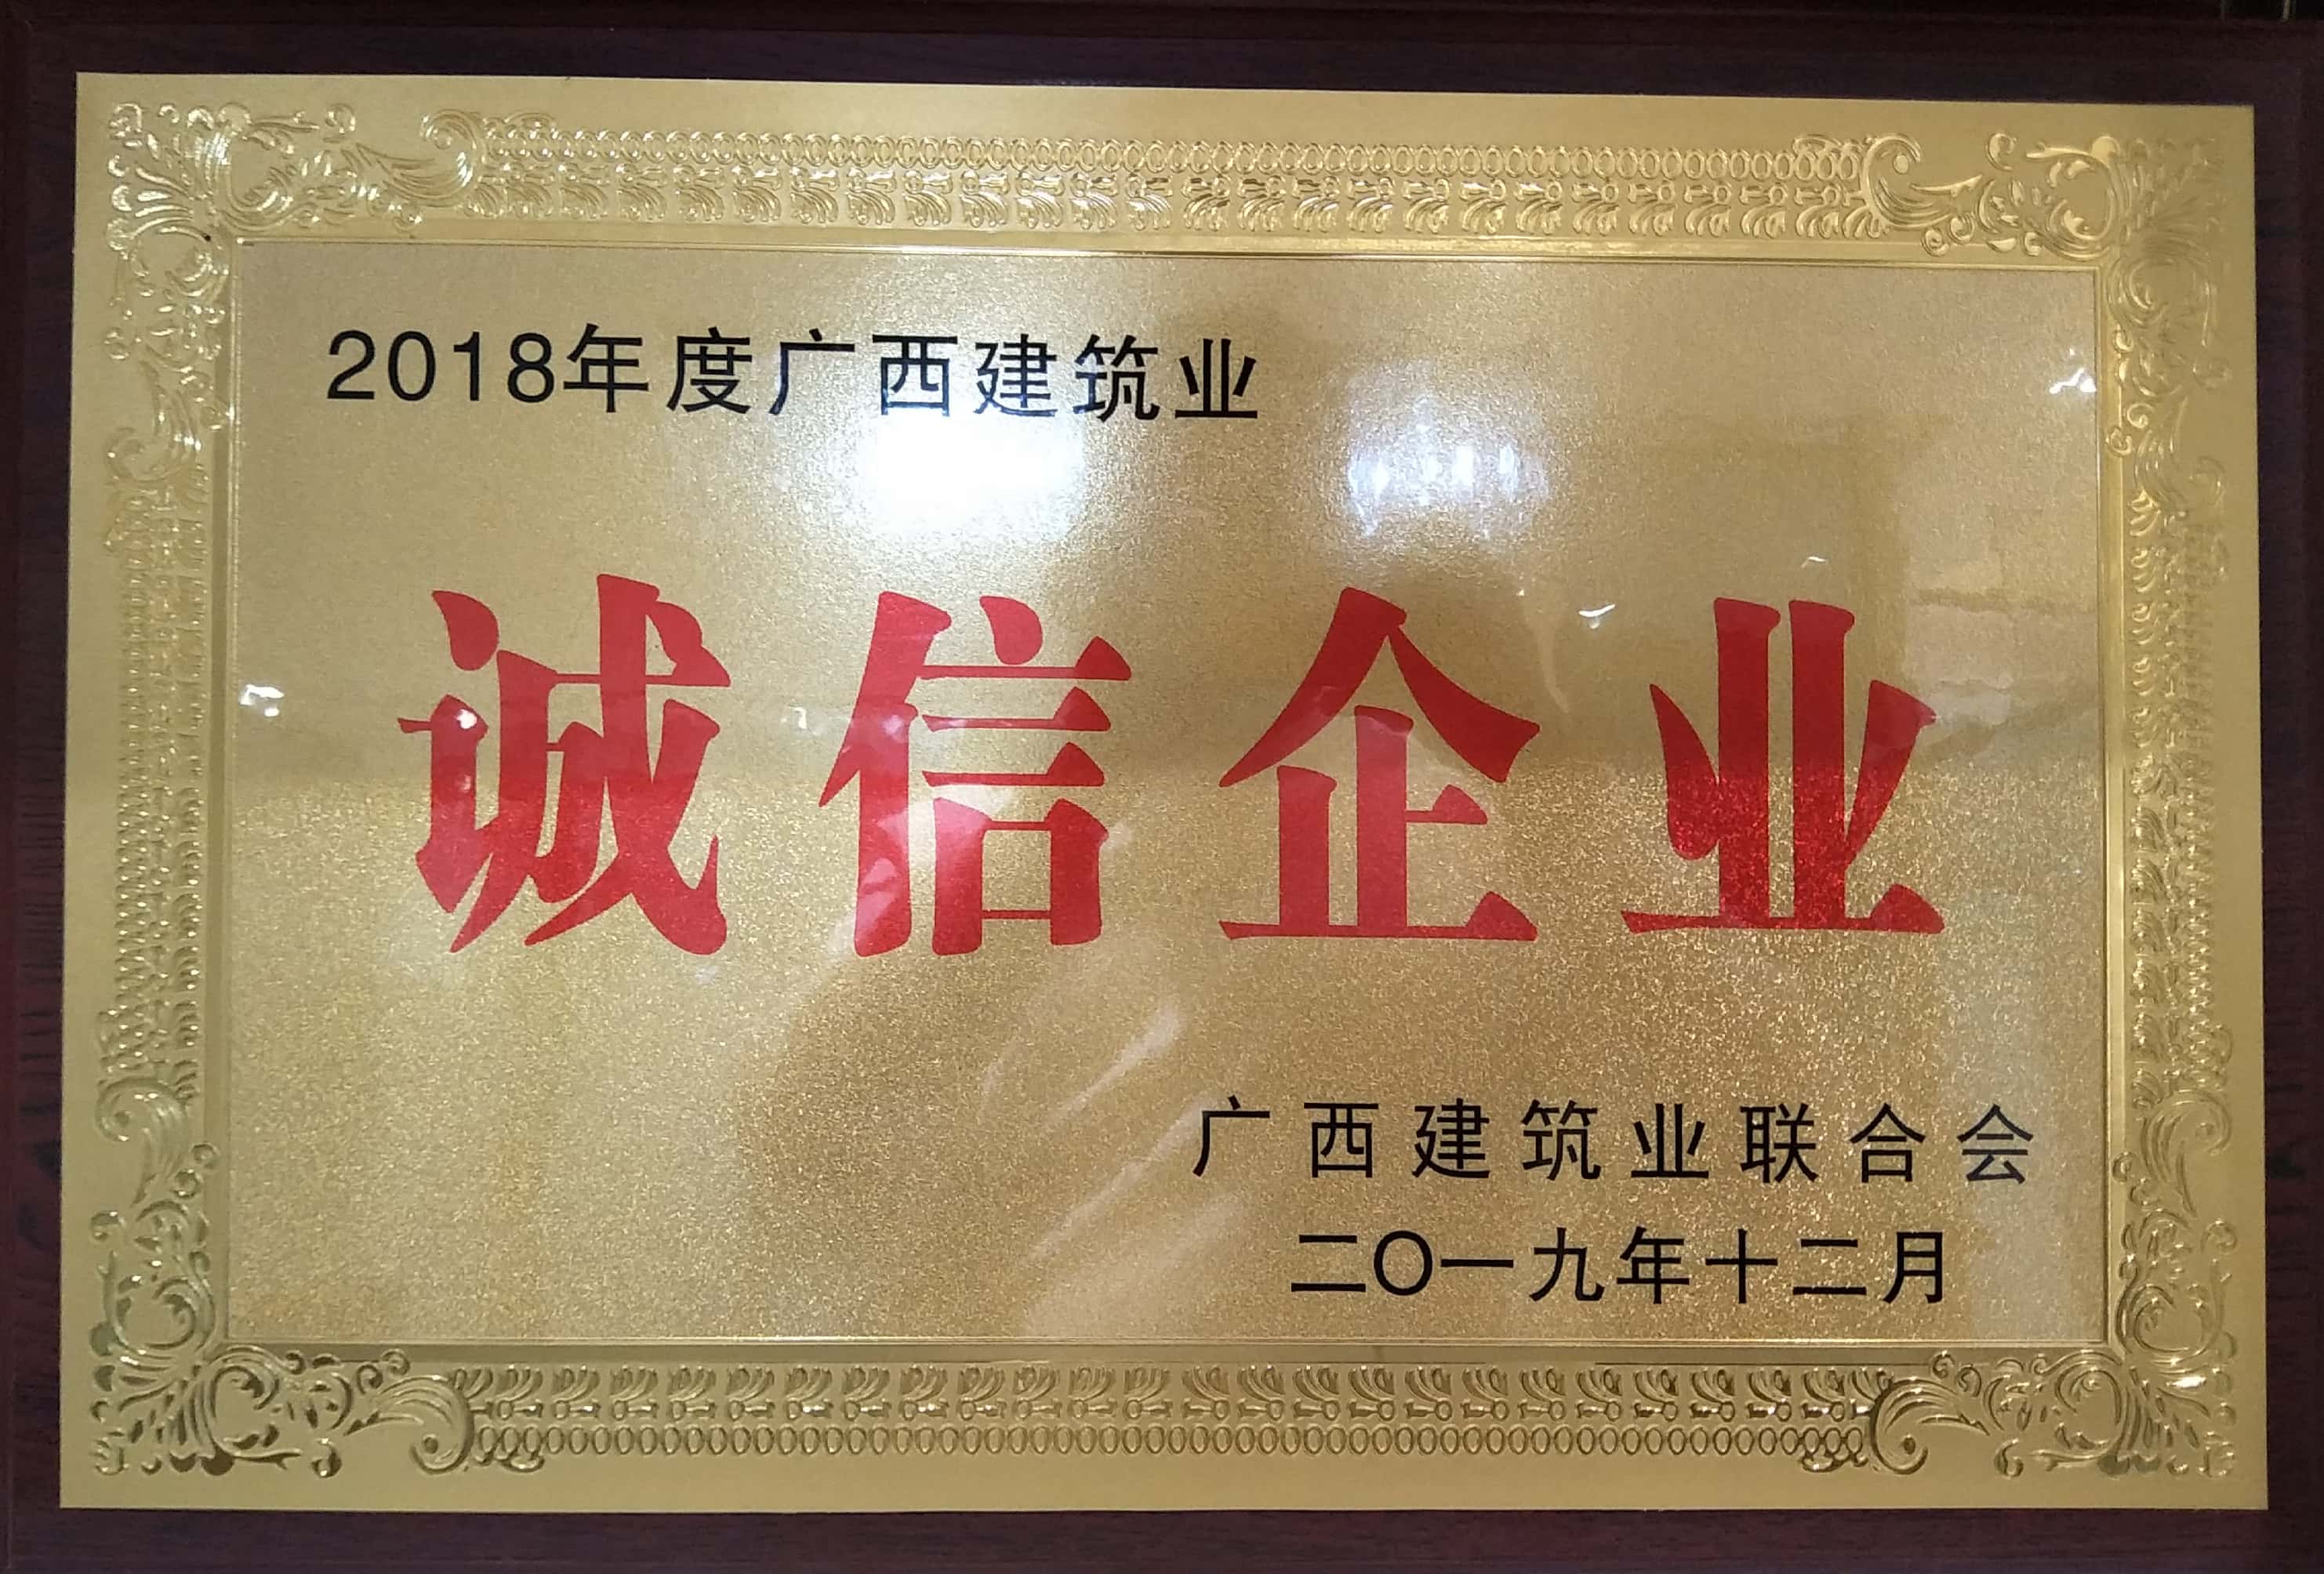 2018年度广西建筑业
诚信企业
广西建筑业联合会
二〇一九年十二月